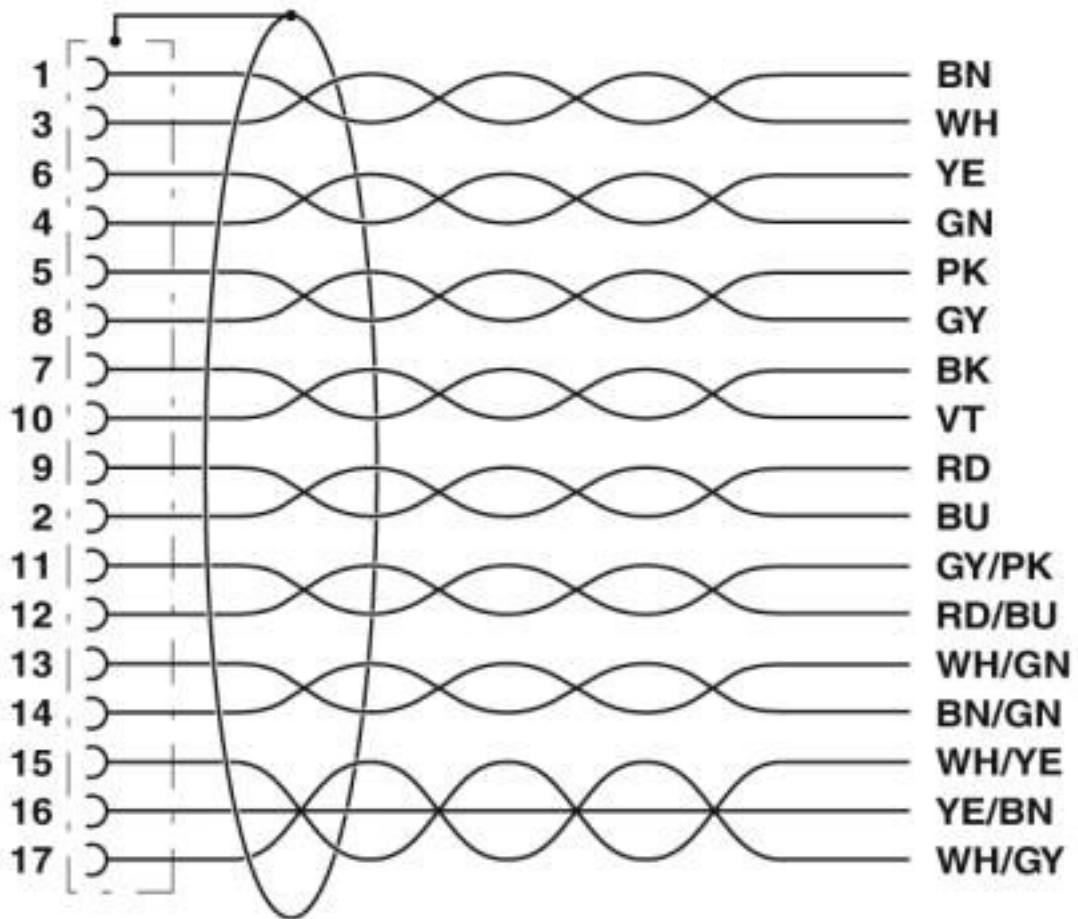 1 BN
3 WH
6 YE
4 GN
5 PK
8 GY
7 BK
10 VT
9 RD
2 BU
11 GY/PK
12 RD/BU
13 WH/GN
14 BN/GN
15 WH/YE
16 YE/BN
17 WH/GY